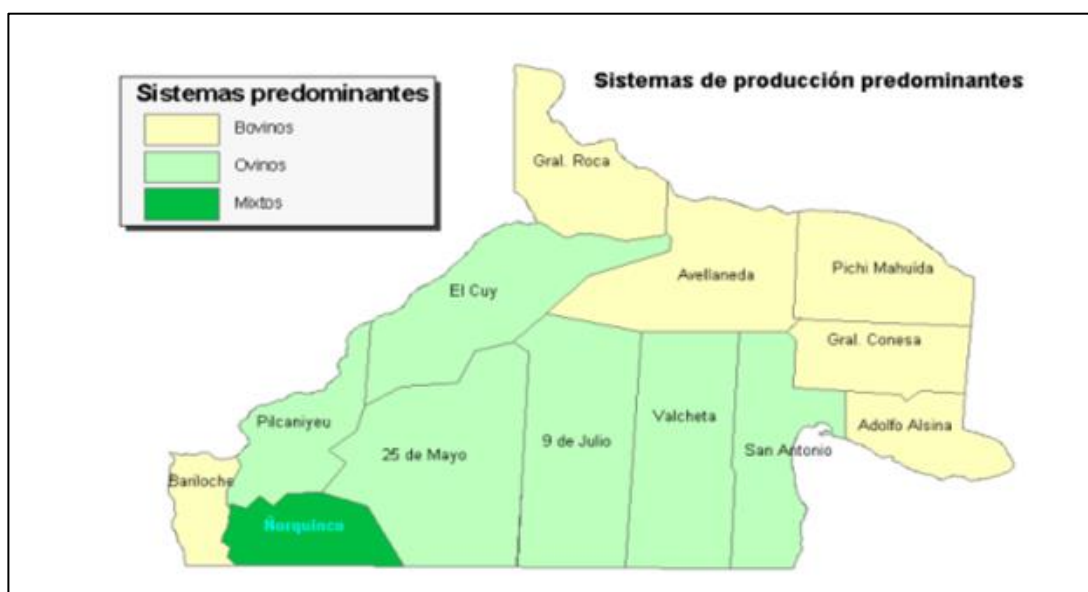 Sistemas de producción predominantes
Sistemas predominantes
Bovinos
Ovinos
Mixtos
Gral. Roca
Avellaneda
Pichi Mahuída
El Cuy
Gral. Conesa
Pilcaniyeu
25 de Mayo
9 de Julio
Valcheta
San Antonio
Adolfo Alsina
Bariloche
Ñorquinco